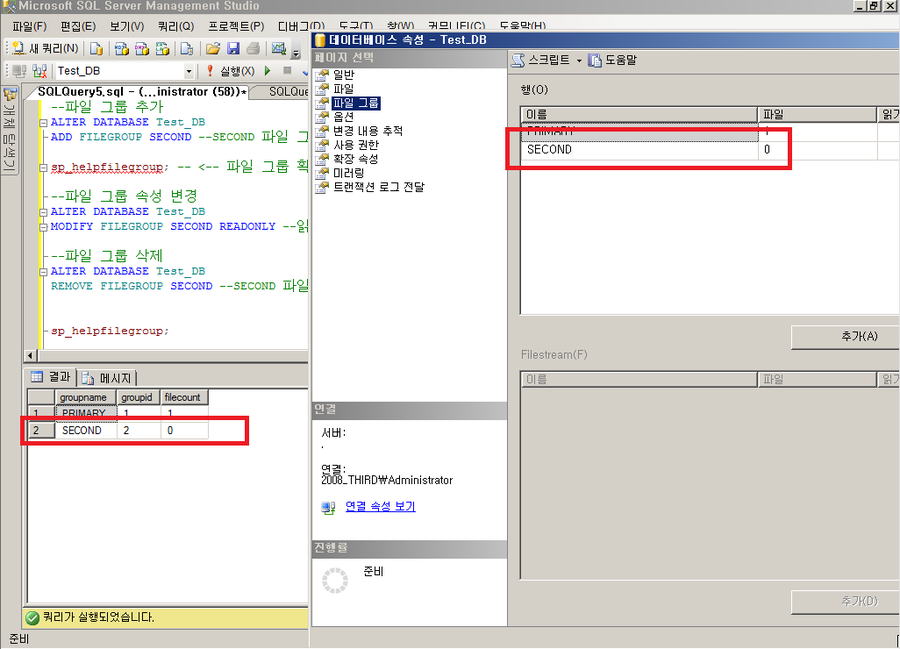 Microsoft SQL Server Management Studio
파일(F) 편집(E) 보기(V) 쿼리(Q) 프로젝트(P) 디버그(D) 도구(T) 창(W) 커뮤니티(C) 도움말(H)
새 쿼리(N)
Test_DB
실행(X)
개체 탐색기
SQLQuery5.sql - (...inistrator (58))*
SQLQue
--파일 그룹 추가
ALTER DATABASE Test_DB
ADD FILEGROUP SECOND --SECOND 파일 그
sp_helpfilegroup; -- <-- 파일 그룹 확
--파일 그룹 속성 변경
ALTER DATABASE Test_DB
MODIFY FILEGROUP SECOND READONLY --읽
--파일 그룹 삭제
ALTER DATABASE Test_DB
REMOVE FILEGROUP SECOND --SECOND 파일
sp_helpfilegroup;
결과 메시지
groupname groupid filecount
1 PRIMARY 1 1
2 SECOND 2 0
쿼리가 실행되었습니다.
준비
데이터베이스 속성 - Test_DB
페이지 선택
일반
파일
파일 그룹
옵션
변경 내용 추적
사용 권한
확장 속성
미러링
트랜잭션 로그 전달
연결
서버:
.
연결:
2008_THIRD₩Administrator
연결 속성 보기
진행률
준비
스크립트 도움말
행(O)
이름 파일 읽기
PRIMARY 1
SECOND 0
추가(A)
Filestream(F)
이름 파일 읽기
추가(D)